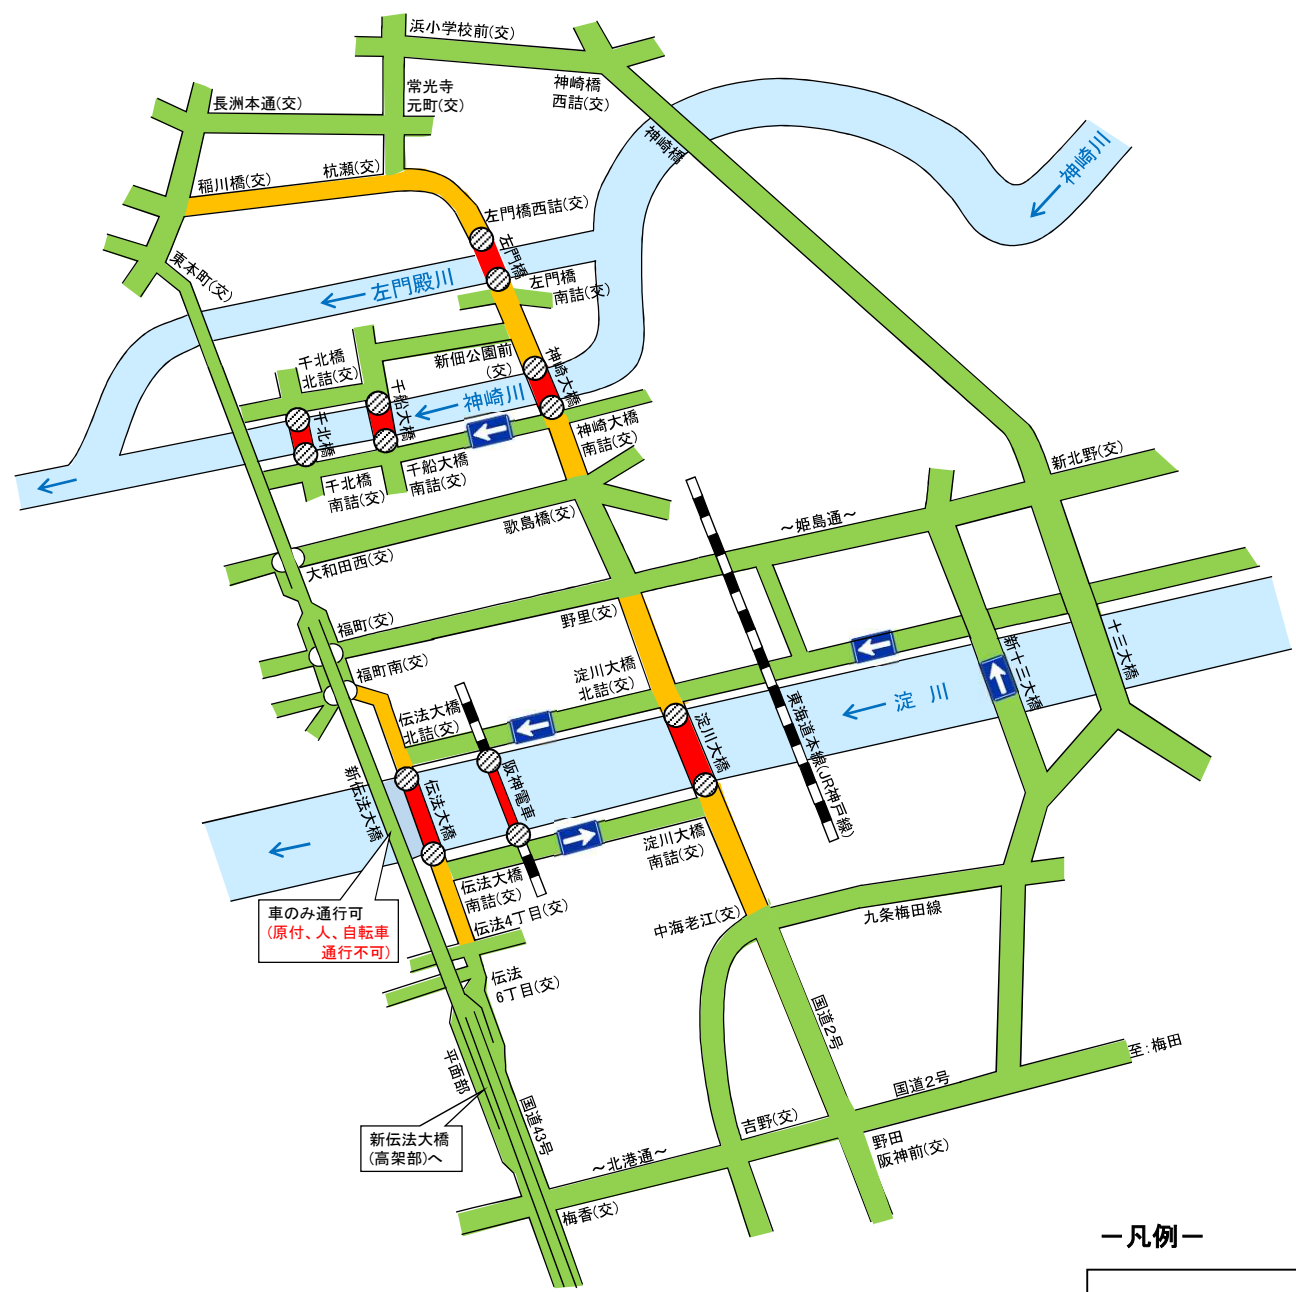 浜小学校前(交)
神崎橋
西詰(交)
常光寺
元町(交)
長洲本通(交)
神崎橋
神崎川
杭瀬(交)
稲川橋(交)
左門橋西詰(交)
左門橋
東本町(交)
左門殿川
左門橋
南詰(交)
千北橋
北詰(交)
新佃公園前
(交)
神崎大橋
千船大橋
神崎川
千北橋
神崎大橋
南詰(交)
千船大橋
南詰(交)
千北橋
南詰(交)
新北野(交)
歌島橋(交)
～姫島通～
大和田西(交)
福町(交)
野里(交)
十三大橋
新十三大橋
福町南(交)
淀川大橋
北詰(交)
淀川
伝法大橋
北詰(交)
東海道本線(JR神戸線)
淀川大橋
阪神電車
新伝法大橋
伝法大橋
淀川大橋
南詰(交)
伝法大橋
南詰(交)
車のみ通行可
(原付、人、自転車
通行不可)
伝法4丁目(交)
中海老江(交)
九条梅田線
伝法
6丁目(交)
国道2号
平面部
至:梅田
国道2号
国道43号
吉野(交)
新伝法大橋
(高架部)へ
野田
阪神前(交)
～北港通～
梅香(交)
－凡例－